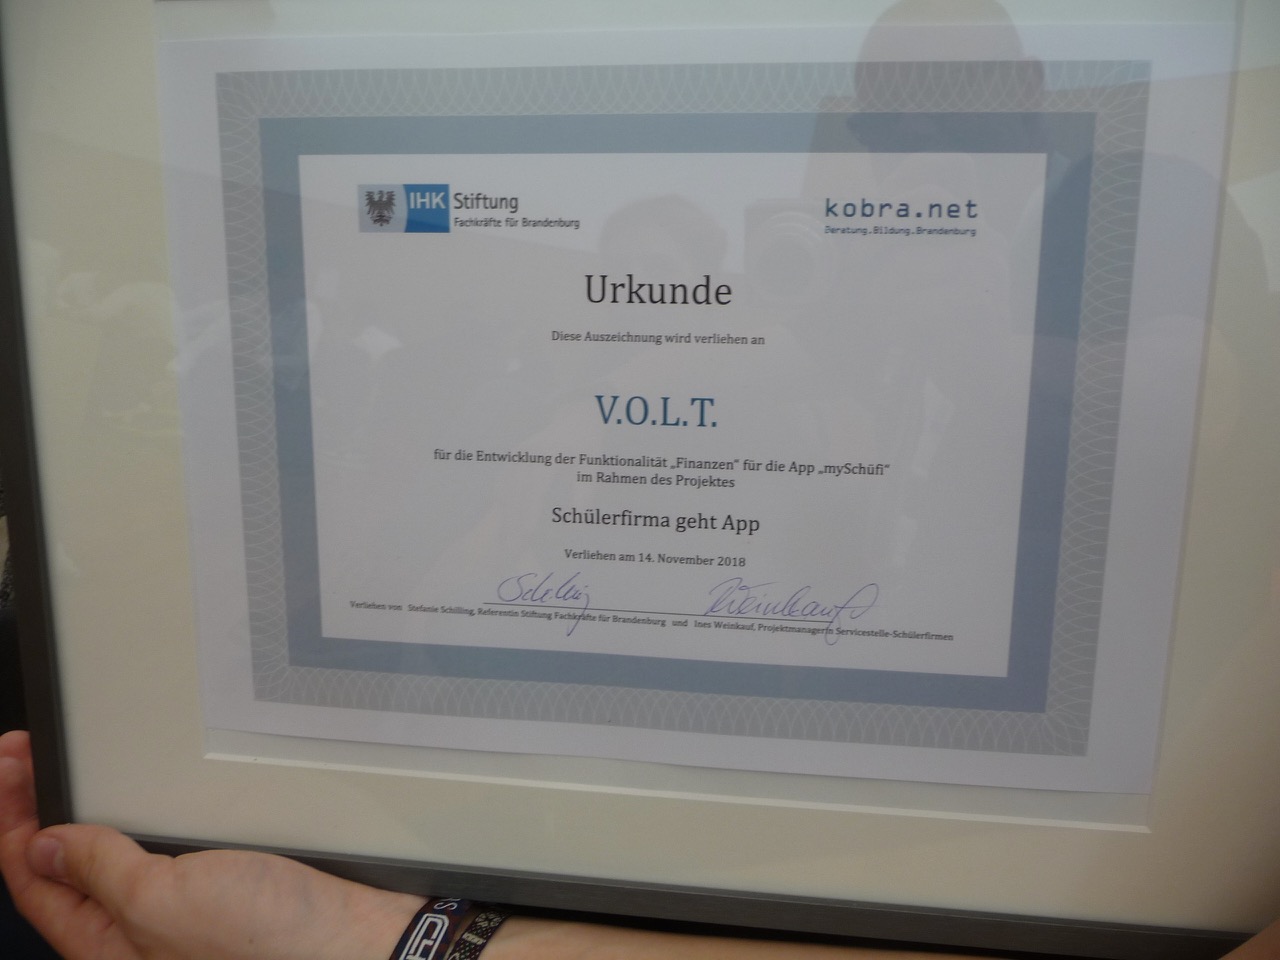 IHK Stiftung
Fachkräfte für Brandenburg
kobra.net
Beratung.Bildung.Brandenburg
Urkunde
Diese Auszeichnung wird verliehen an
V.O.L.T.
für die Entwicklung der Funktionalität „Finanzen“ für die App „mySchüfi“
im Rahmen des Projektes
Schülerfirma geht App
Verliehen am 14. November 2018
Schilling
Weinkauf
Verliehen von Stefanie Schilling, Referentin Stiftung Fachkräfte für Brandenburg und Ines Weinkauf, Projektmanagerin Servicestelle-Schülerfirmen